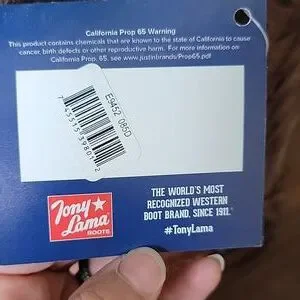 California Prop 65 Warning
This product contains chemicals that are known to the state of California to cause
cancer, birth defects or other reproductive harm. For more information on
California Prop. 65, see www.justinbrands/Prop65.pdf
E9452 085D
Tony
Lama
BOOTS
THE WORLD'S MOST
RECOGNIZED WESTERN
BOOT BRAND. SINCE 1911.®
#TonyLama